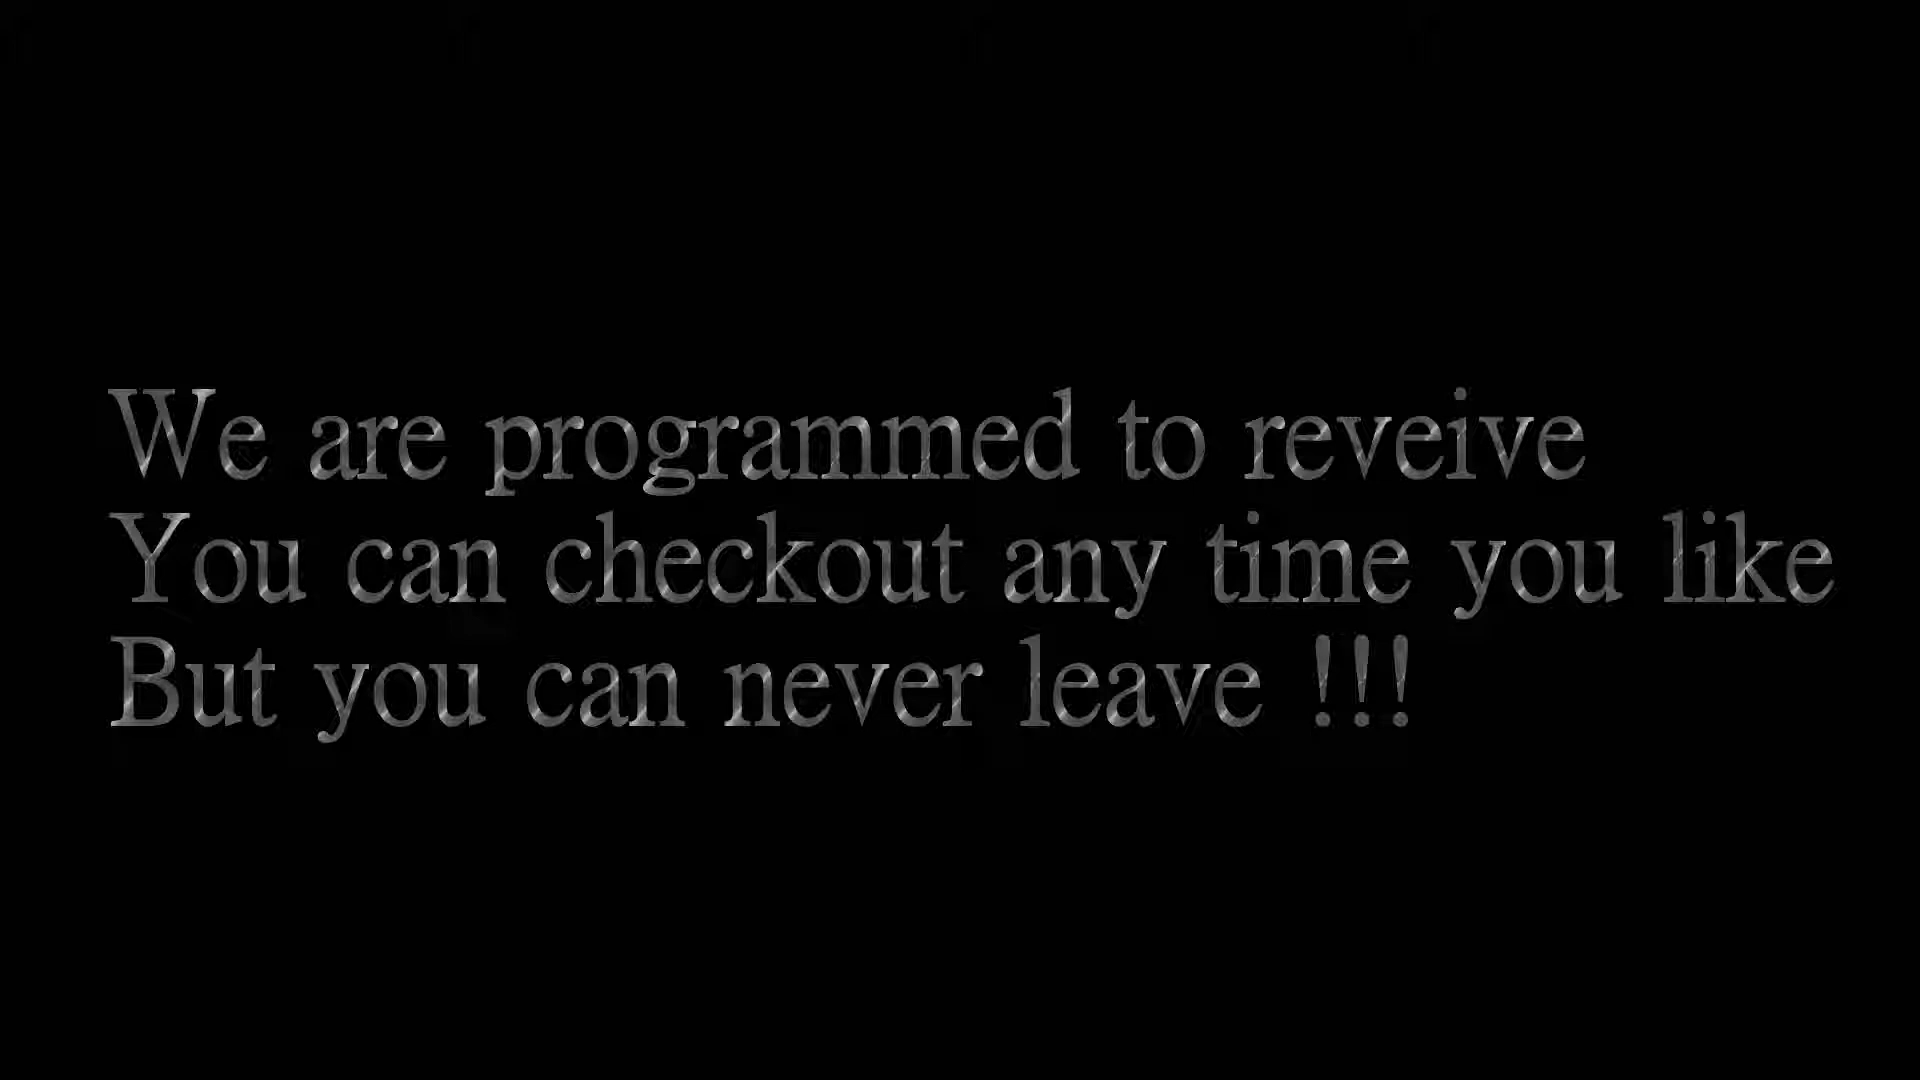 We are programmed to reveive
You can checkout any time you like
But you can never leave !!!